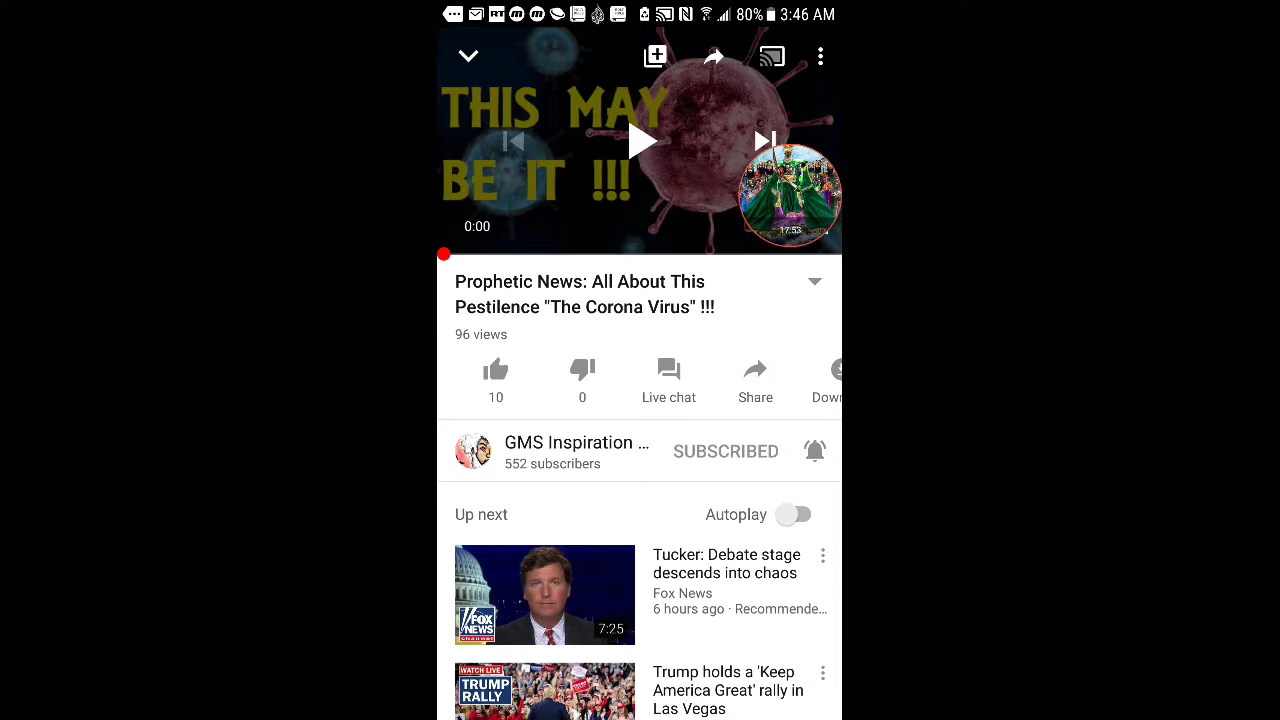 RT 80% 3:46 AM
THIS MAY
BE IT !!!
0:00
17:53
Prophetic News: All About This
Pestilence "The Corona Virus" !!!
96 views
10
0
Live chat
Share
Down
GMS Inspiration ...
552 subscribers
SUBSCRIBED
Up next
Autoplay
FOX
NEWS
channel
7:25
Tucker: Debate stage
descends into chaos
Fox News
6 hours ago · Recommende...
WATCH LIVE
TRUMP
RALLY
Trump holds a 'Keep
America Great' rally in
Las Vegas